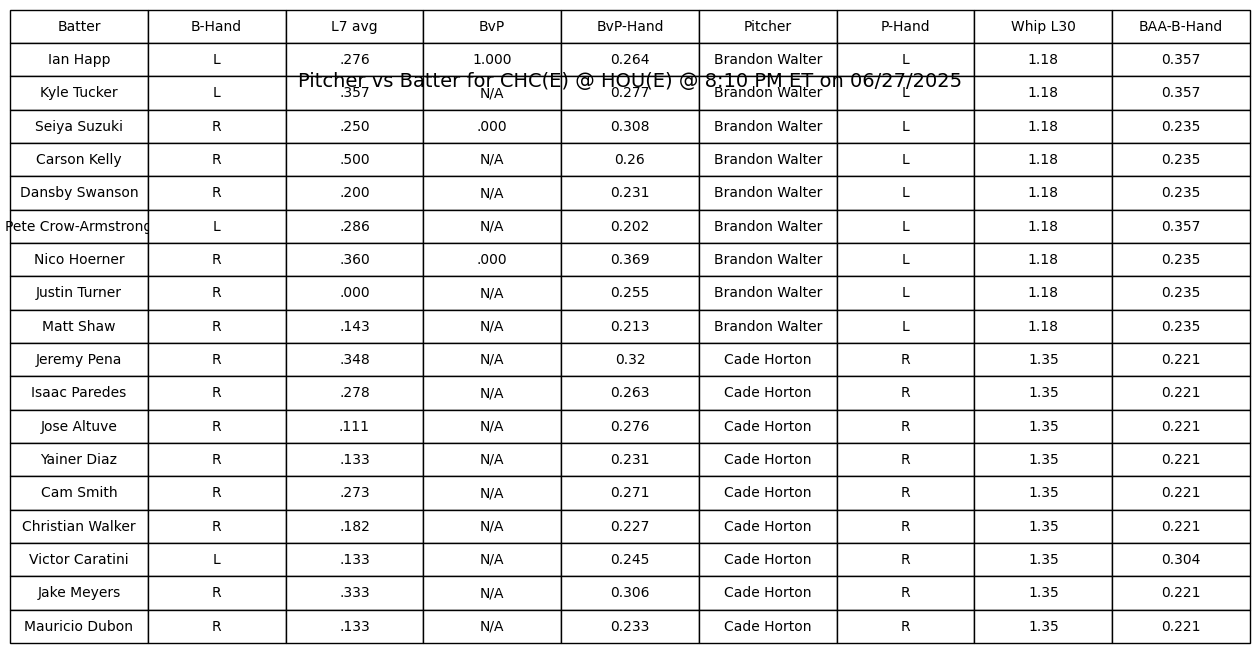 Batter B-Hand L7 avg BvP BvP-Hand Pitcher P-Hand Whip L30 BAA-B-Hand
Ian Happ L .276 1.000 0.264 Brandon Walter L 1.18 0.357
Pitcher vs Batter for CHC(E) @ HOU(E) @ 8:10 PM ET on 06/27/2025
Kyle Tucker L .357 N/A 0.277 Brandon Walter L 1.18 0.357
Seiya Suzuki R .250 .000 0.308 Brandon Walter L 1.18 0.235
Carson Kelly R .500 N/A 0.26 Brandon Walter L 1.18 0.235
Dansby Swanson R .200 N/A 0.231 Brandon Walter L 1.18 0.235
Pete Crow-Armstrong L .286 N/A 0.202 Brandon Walter L 1.18 0.357
Nico Hoerner R .360 .000 0.369 Brandon Walter L 1.18 0.235
Justin Turner R .000 N/A 0.255 Brandon Walter L 1.18 0.235
Matt Shaw R .143 N/A 0.213 Brandon Walter L 1.18 0.235
Jeremy Pena R .348 N/A 0.32 Cade Horton R 1.35 0.221
Isaac Paredes R .278 N/A 0.263 Cade Horton R 1.35 0.221
Jose Altuve R .111 N/A 0.276 Cade Horton R 1.35 0.221
Yainer Diaz R .133 N/A 0.231 Cade Horton R 1.35 0.221
Cam Smith R .273 N/A 0.271 Cade Horton R 1.35 0.221
Christian Walker R .182 N/A 0.227 Cade Horton R 1.35 0.221
Victor Caratini L .133 N/A 0.245 Cade Horton R 1.35 0.304
Jake Meyers R .333 N/A 0.306 Cade Horton R 1.35 0.221
Mauricio Dubon R .133 N/A 0.233 Cade Horton R 1.35 0.221